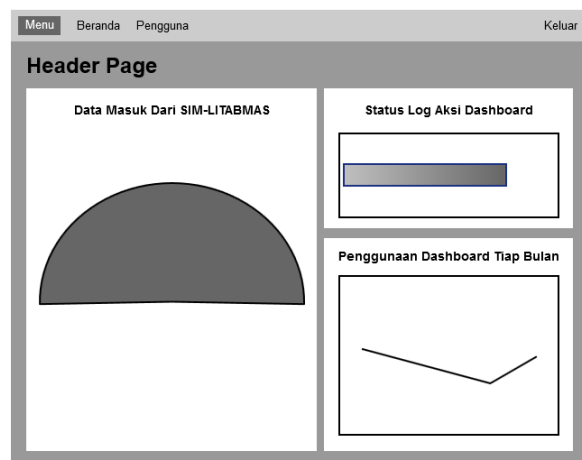 Menu Beranda Pengguna Keluar
Header Page
Data Masuk Dari SIM-LITABMAS
Status Log Aksi Dashboard
Penggunaan Dashboard Tiap Bulan